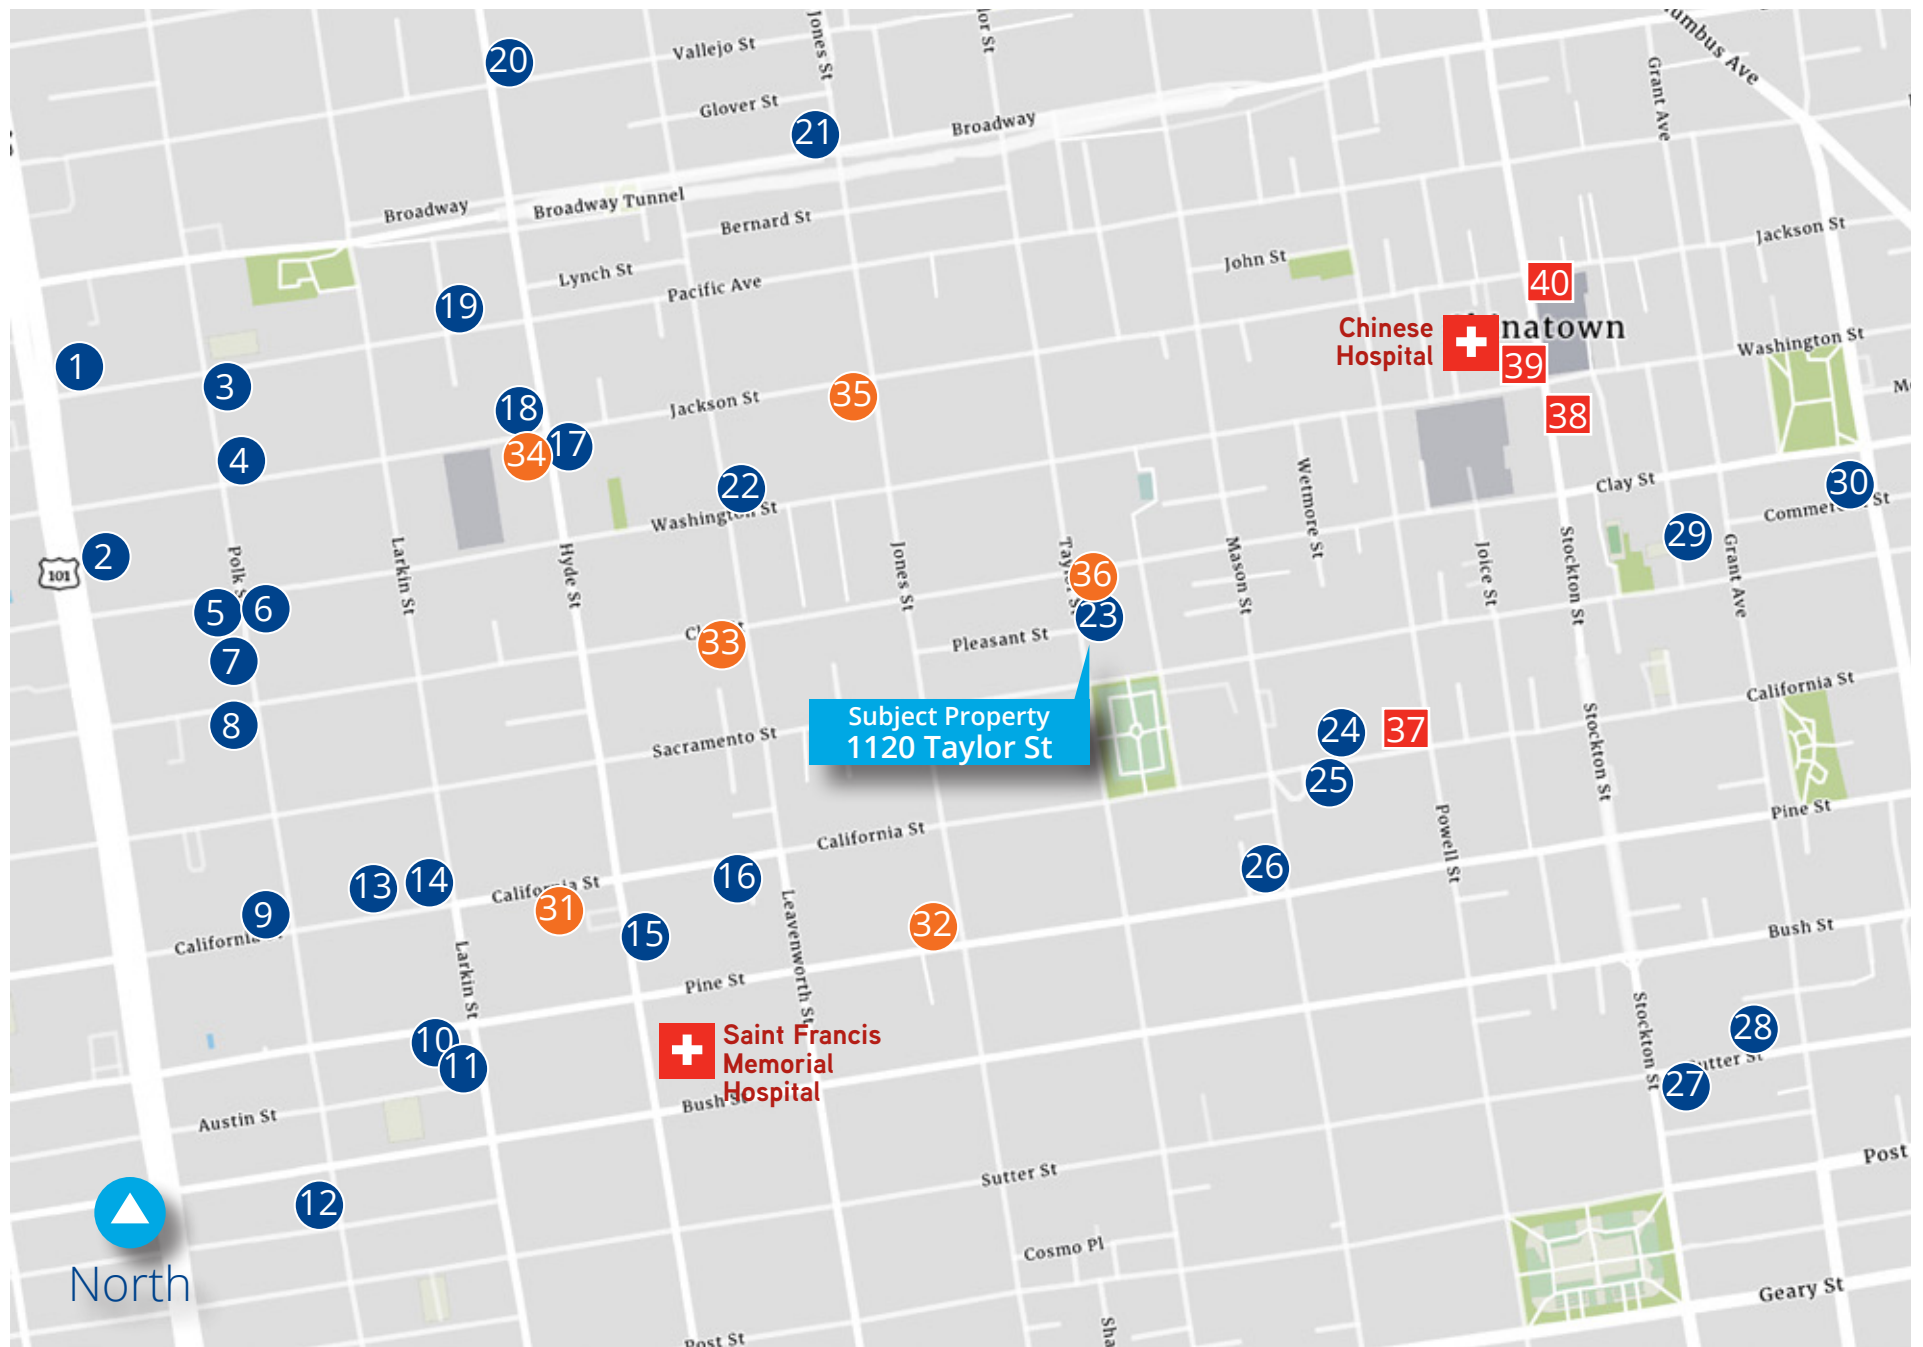 Vallejo St
Jones St
lor St
umbus Ave
Grant Ave
20
Glover St
21
Broadway
Broadway
Broadway Tunnel
Bernard St
Jackson St
Lynch St
Pacific Ave
John St
19
40
Chinese
Hospital
natown
Washington St
1
3
39
18
Jackson St
35
38
4
34
17
22
Washington St
Wetmore St
Clay St
30
Commer
St
2
101
Polk S
Larkin St
Hyde St
Jones St
Mason St
Joice St
Stockton St
29
Grant Ave
36
5
6
23
33
Pleasant St
7
8
Subject Property
1120 Taylor St
Sacramento St
24
37
25
California St
Stockton St
Pine St
California St
Powell St
26
13
14
California St
16
9
California
31
15
32
Leavenworth St
Bush St
Larkin St
Pine St
Stockton St
10
11
Saint Francis
Memorial
Hospital
28
utter St
27
Bush St
Austin St
12
Sutter St
Post
North
Cosmo Pl
Geary St
Sha
Post St